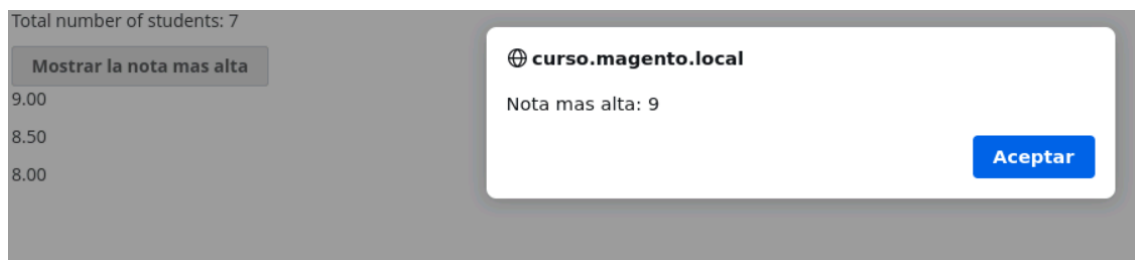 Total number of students: 7
Mostrar la nota mas alta
9.00
8.50
8.00
curso.magento.local
Nota mas alta: 9
Aceptar